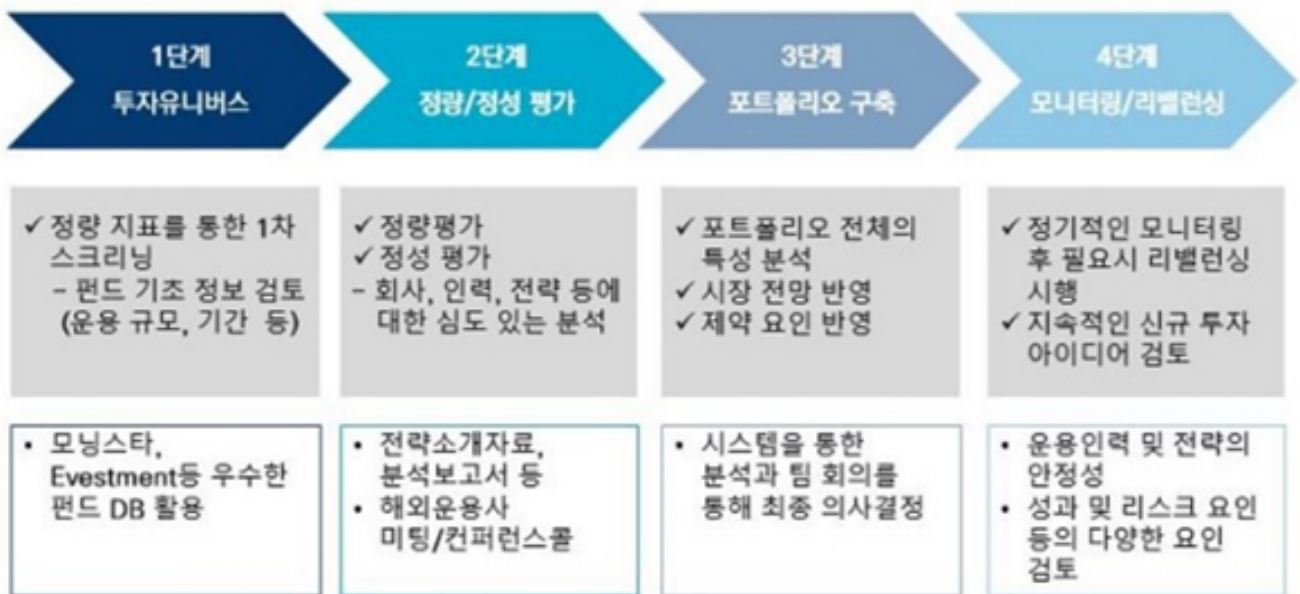 1단계
투자유니버스
2단계
정량/정성 평가
3단계
포트폴리오 구축
4단계
모니터링/리밸런싱
✓ 정량 지표를 통한 1차
스크리닝
- 펀드 기초 정보 검토
(운용 규모, 기간 등)
✓ 정량평가
✓ 정성 평가
- 회사, 인력, 전략 등에
대한 심도 있는 분석
✓ 포트폴리오 전체의
특성 분석
✓ 시장 전망 반영
✓ 제약 요인 반영
✓ 정기적인 모니터링
후 필요시 리밸런싱
시행
✓ 지속적인 신규 투자
아이디어 검토
• 모닝스타,
Evestment등 우수한
펀드 DB 활용
• 전략소개자료,
분석보고서 등
• 해외운용사
미팅/컨퍼런스콜
• 시스템을 통한
분석과 팀 회의를
통해 최종 의사결정
• 운용인력 및 전략의
안정성
• 성과 및 리스크 요인
등의 다양한 요인
검토